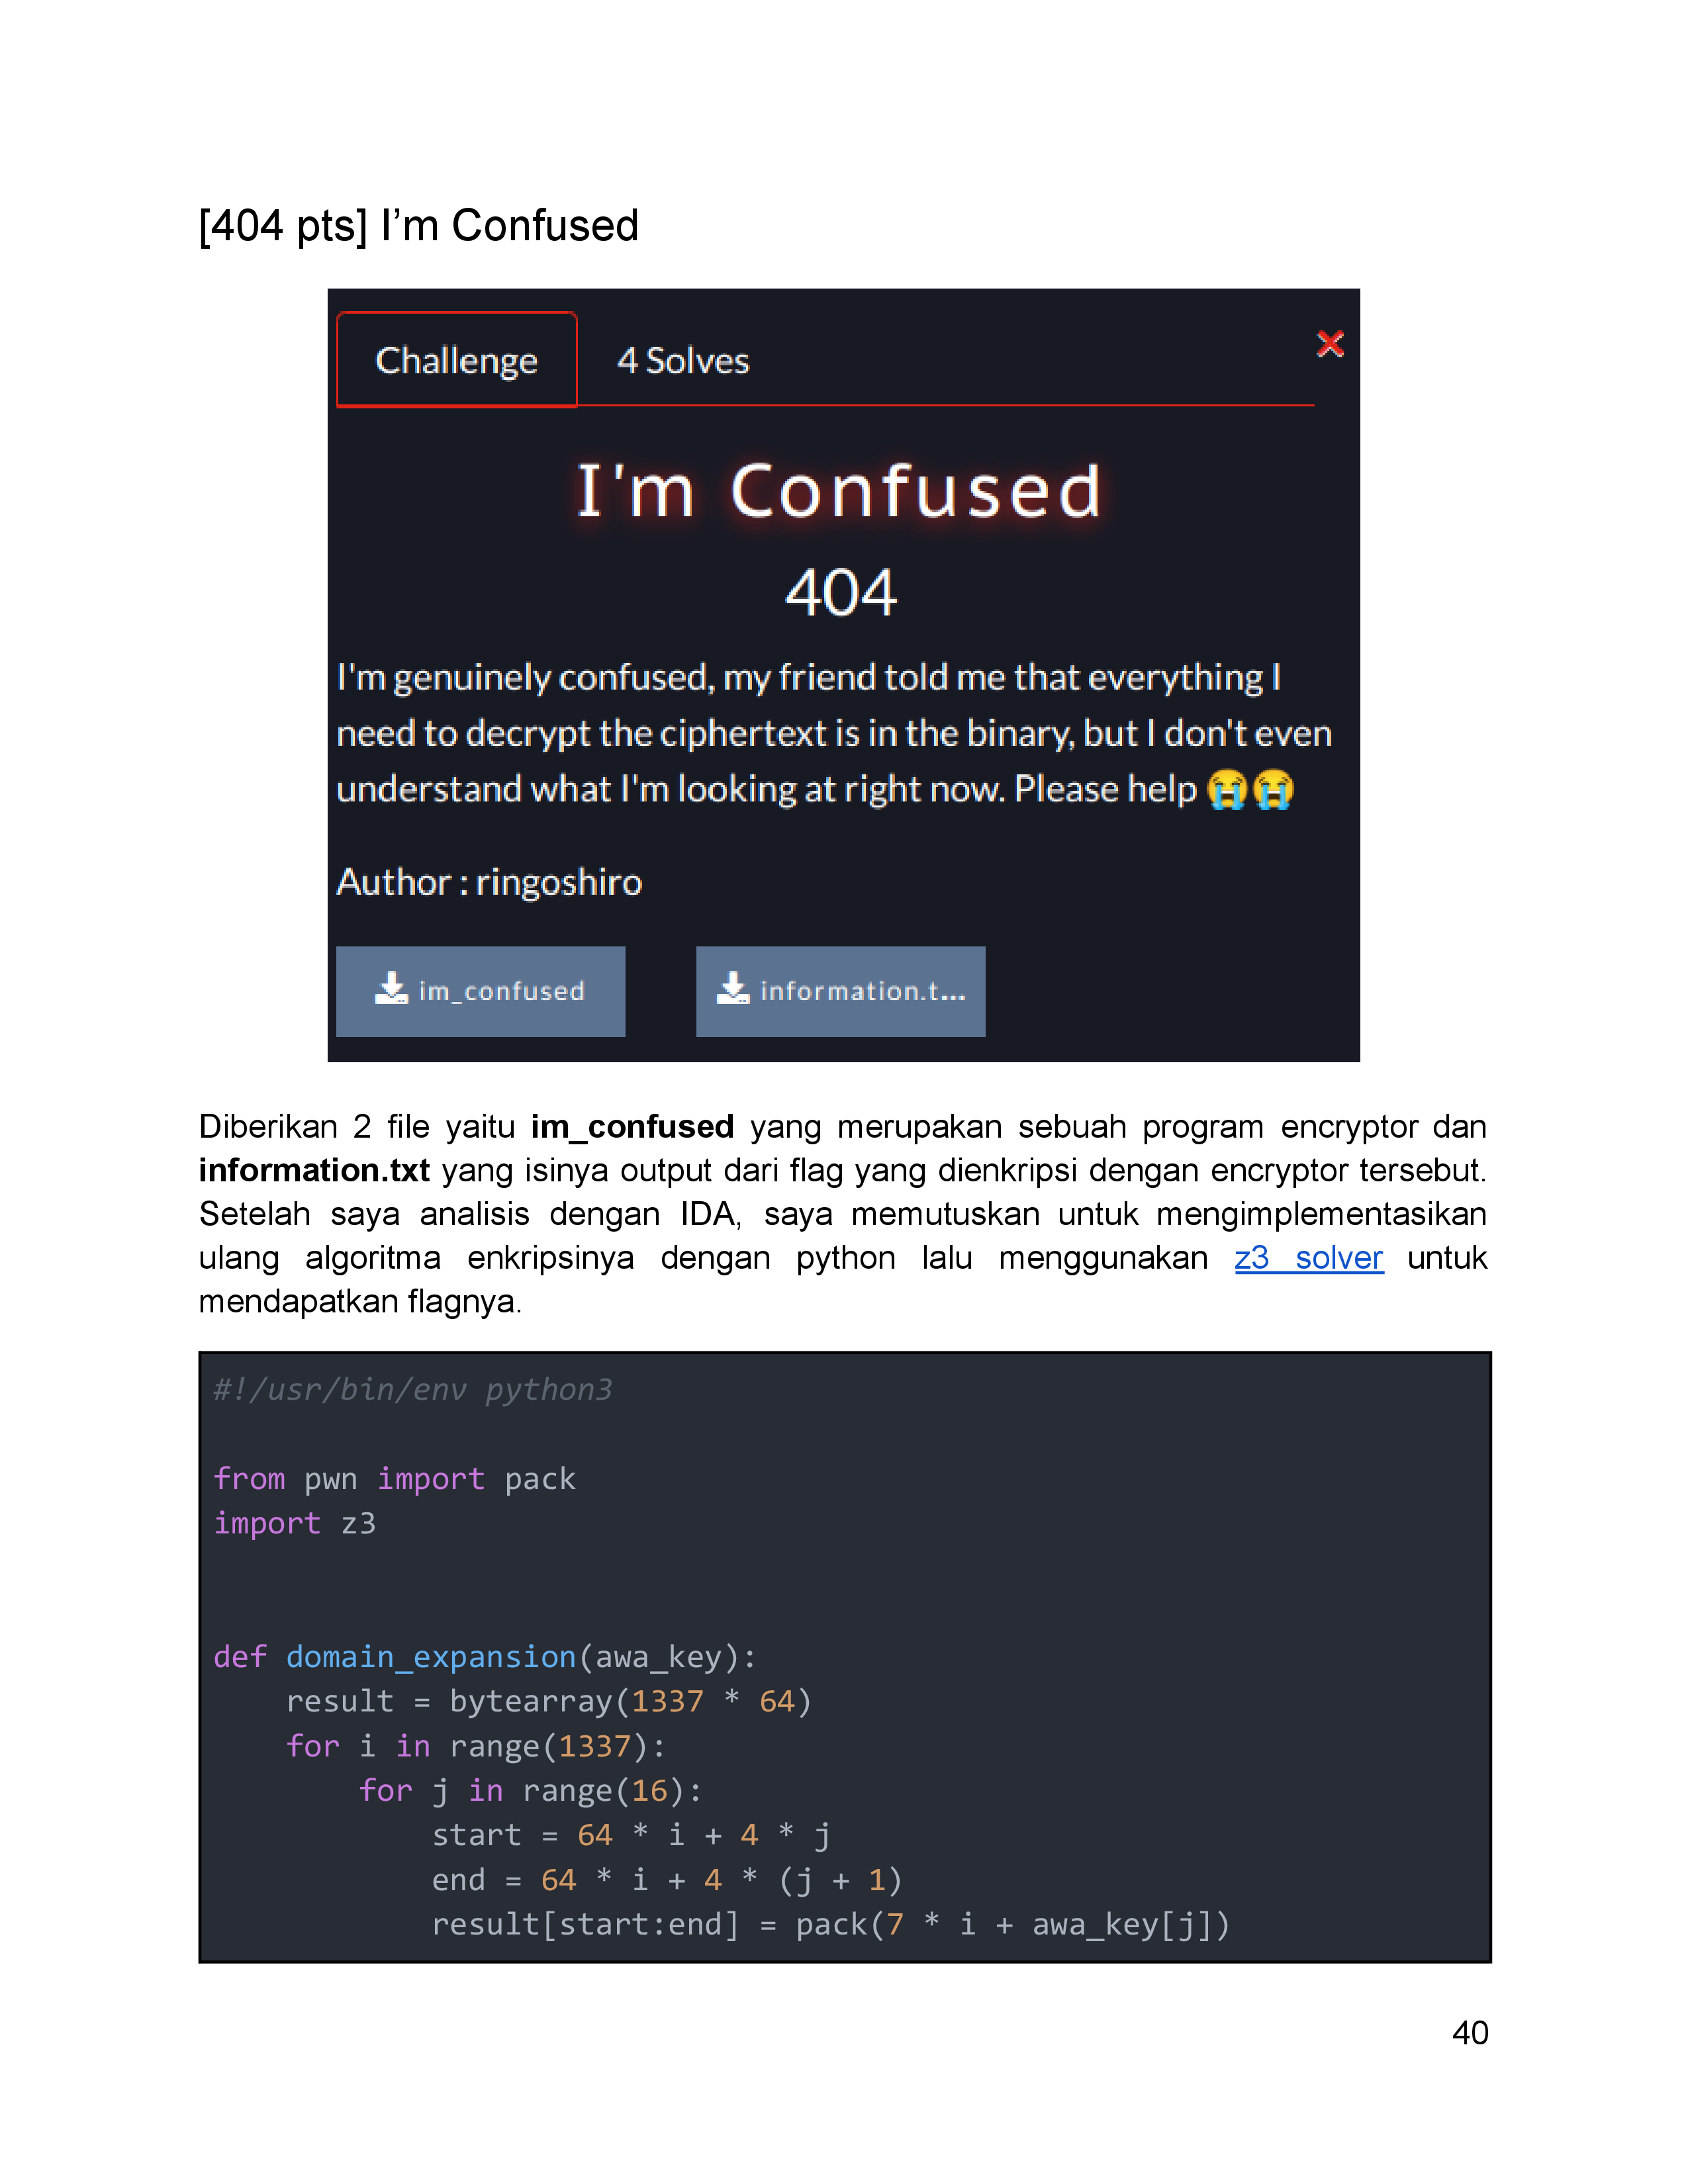 [404 pts] I’m Confused
Challenge
4 Solves
I'm Confused
404
I'm genuinely confused, my friend told me that everything I
need to decrypt the ciphertext is in the binary, but I don't even
understand what I'm looking at right now. Please help 😭😭
Author : ringoshiro
im_confused
information.t...
Diberikan 2 file yaitu im_confused yang merupakan sebuah program encryptor dan
information.txt yang isinya output dari flag yang dienkripsi dengan encryptor tersebut.
Setelah saya analisis dengan IDA, saya memutuskan untuk mengimplementasikan
ulang algoritma enkripsinya dengan python lalu menggunakan z3 solver untuk
mendapatkan flagnya.
#!/usr/bin/env python3
from pwn import pack
import z3
def domain_expansion(awa_key):
    result = bytearray(1337 * 64)
    for i in range(1337):
        for j in range(16):
            start = 64 * i + 4 * j
            end = 64 * i + 4 * (j + 1)
            result[start:end] = pack(7 * i + awa_key[j])
40